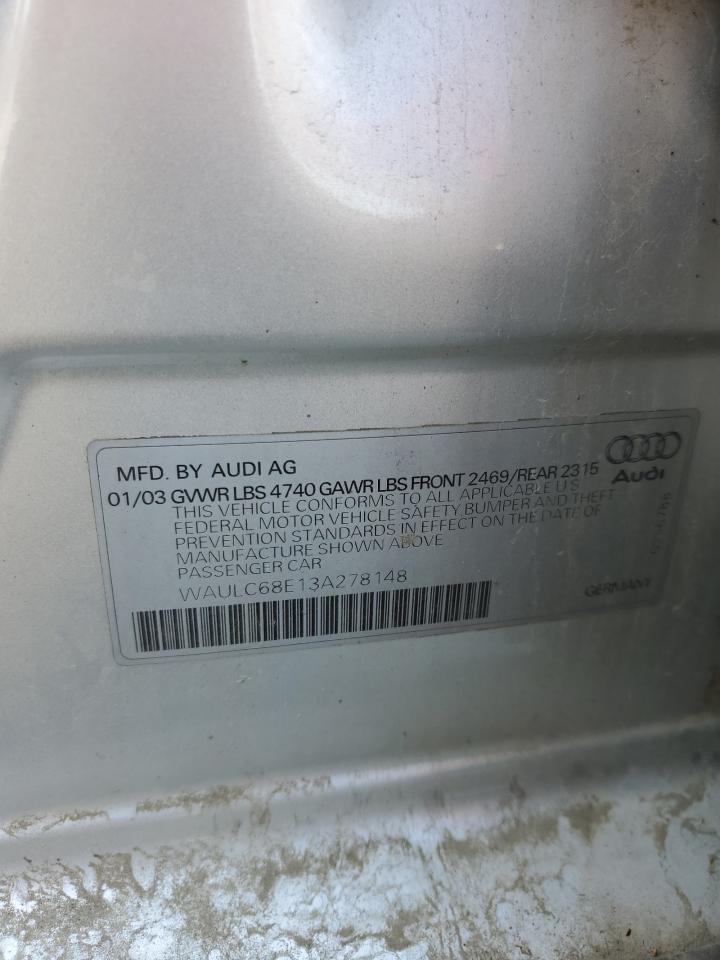 MFD. BY AUDI AG
01/03 GVWR LBS 4740 GAWR LBS FRONT 2469/REAR 2315
THIS VEHICLE CONFORMS TO ALL APPLICABLE U.S
FEDERAL MOTOR VEHICLE SAFETY BUMPER AND THEFT
PREVENTION STANDARDS IN EFFECT ON THE DATE OF
MANUFACTURE SHOWN ABOVE
PASSENGER CAR
WAULC68E13A278148
Audi
GERMANY